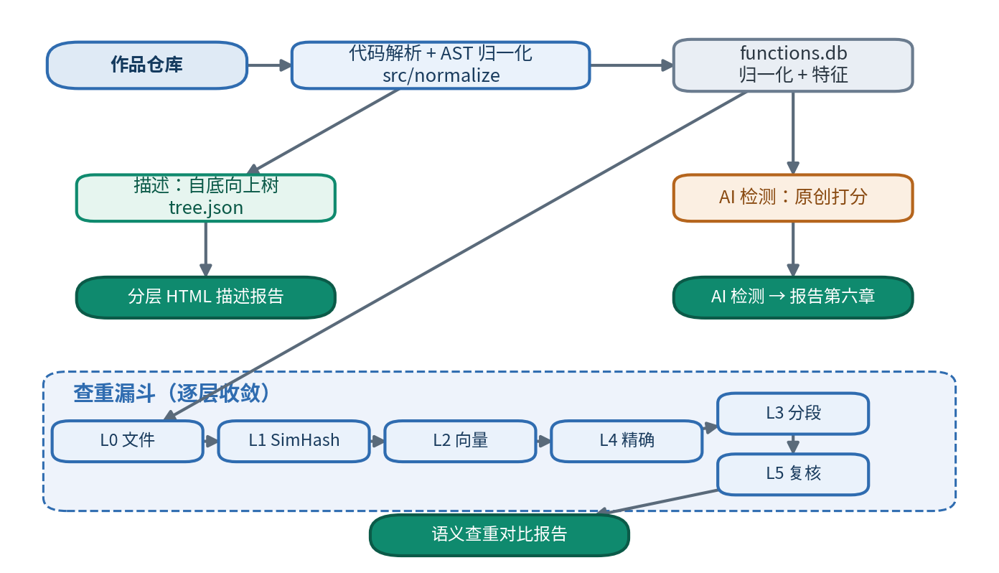 作品仓库
代码解析 + AST 归一化
src/normalize
functions.db
归一化 + 特征
描述：自底向上树
tree.json
AI 检测：原创打分
分层 HTML 描述报告
AI 检测 → 报告第六章
查重漏斗（逐层收敛）
L0 文件
L1 SimHash
L2 向量
L4 精确
L3 分段
L5 复核
语义查重对比报告